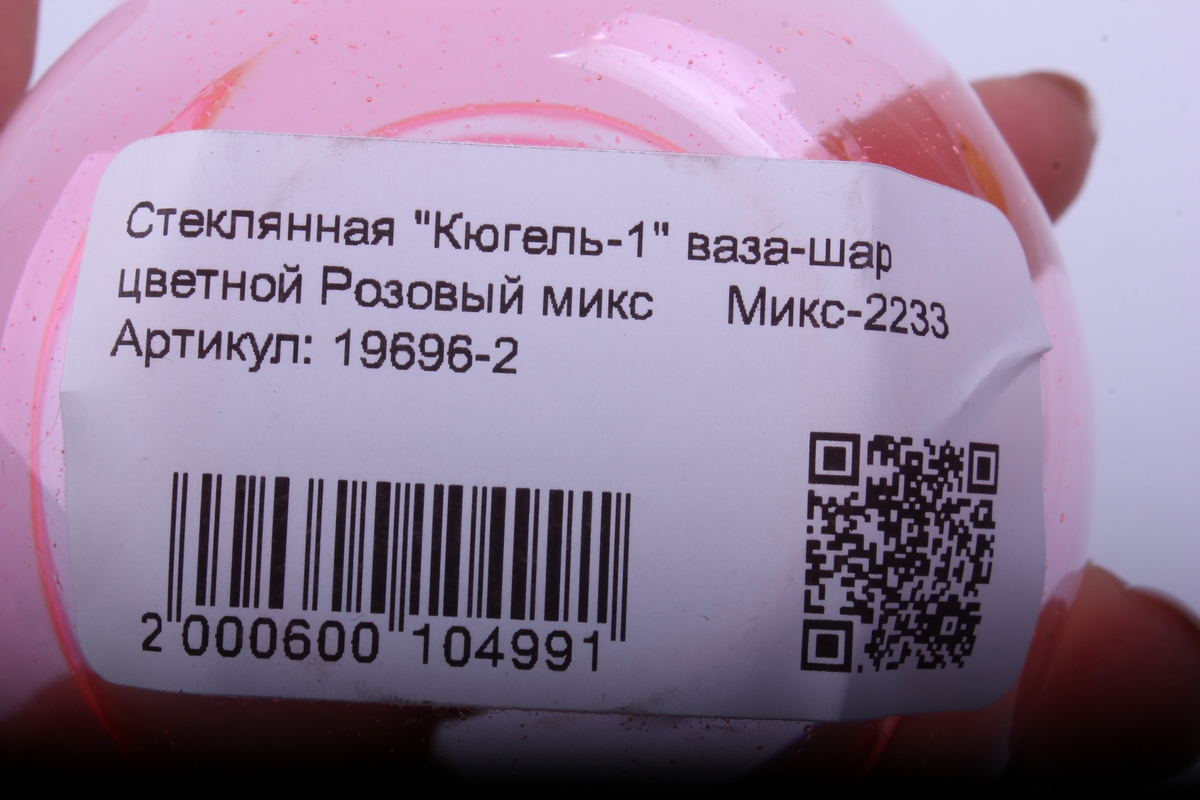 Стеклянная "Кюгель-1" ваза-шар
цветной Розовый микс Микс-2233
Артикул: 19696-2
2 000600 104991